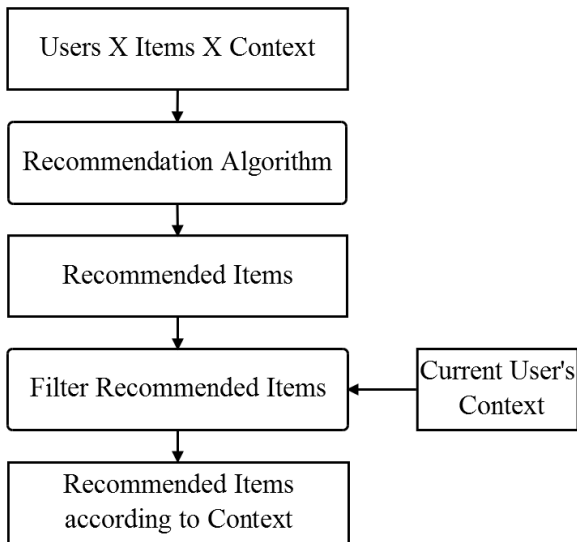 Users X Items X Context
Recommendation Algorithm
Recommended Items
Filter Recommended Items
Current User's
Context
Recommended Items
according to Context